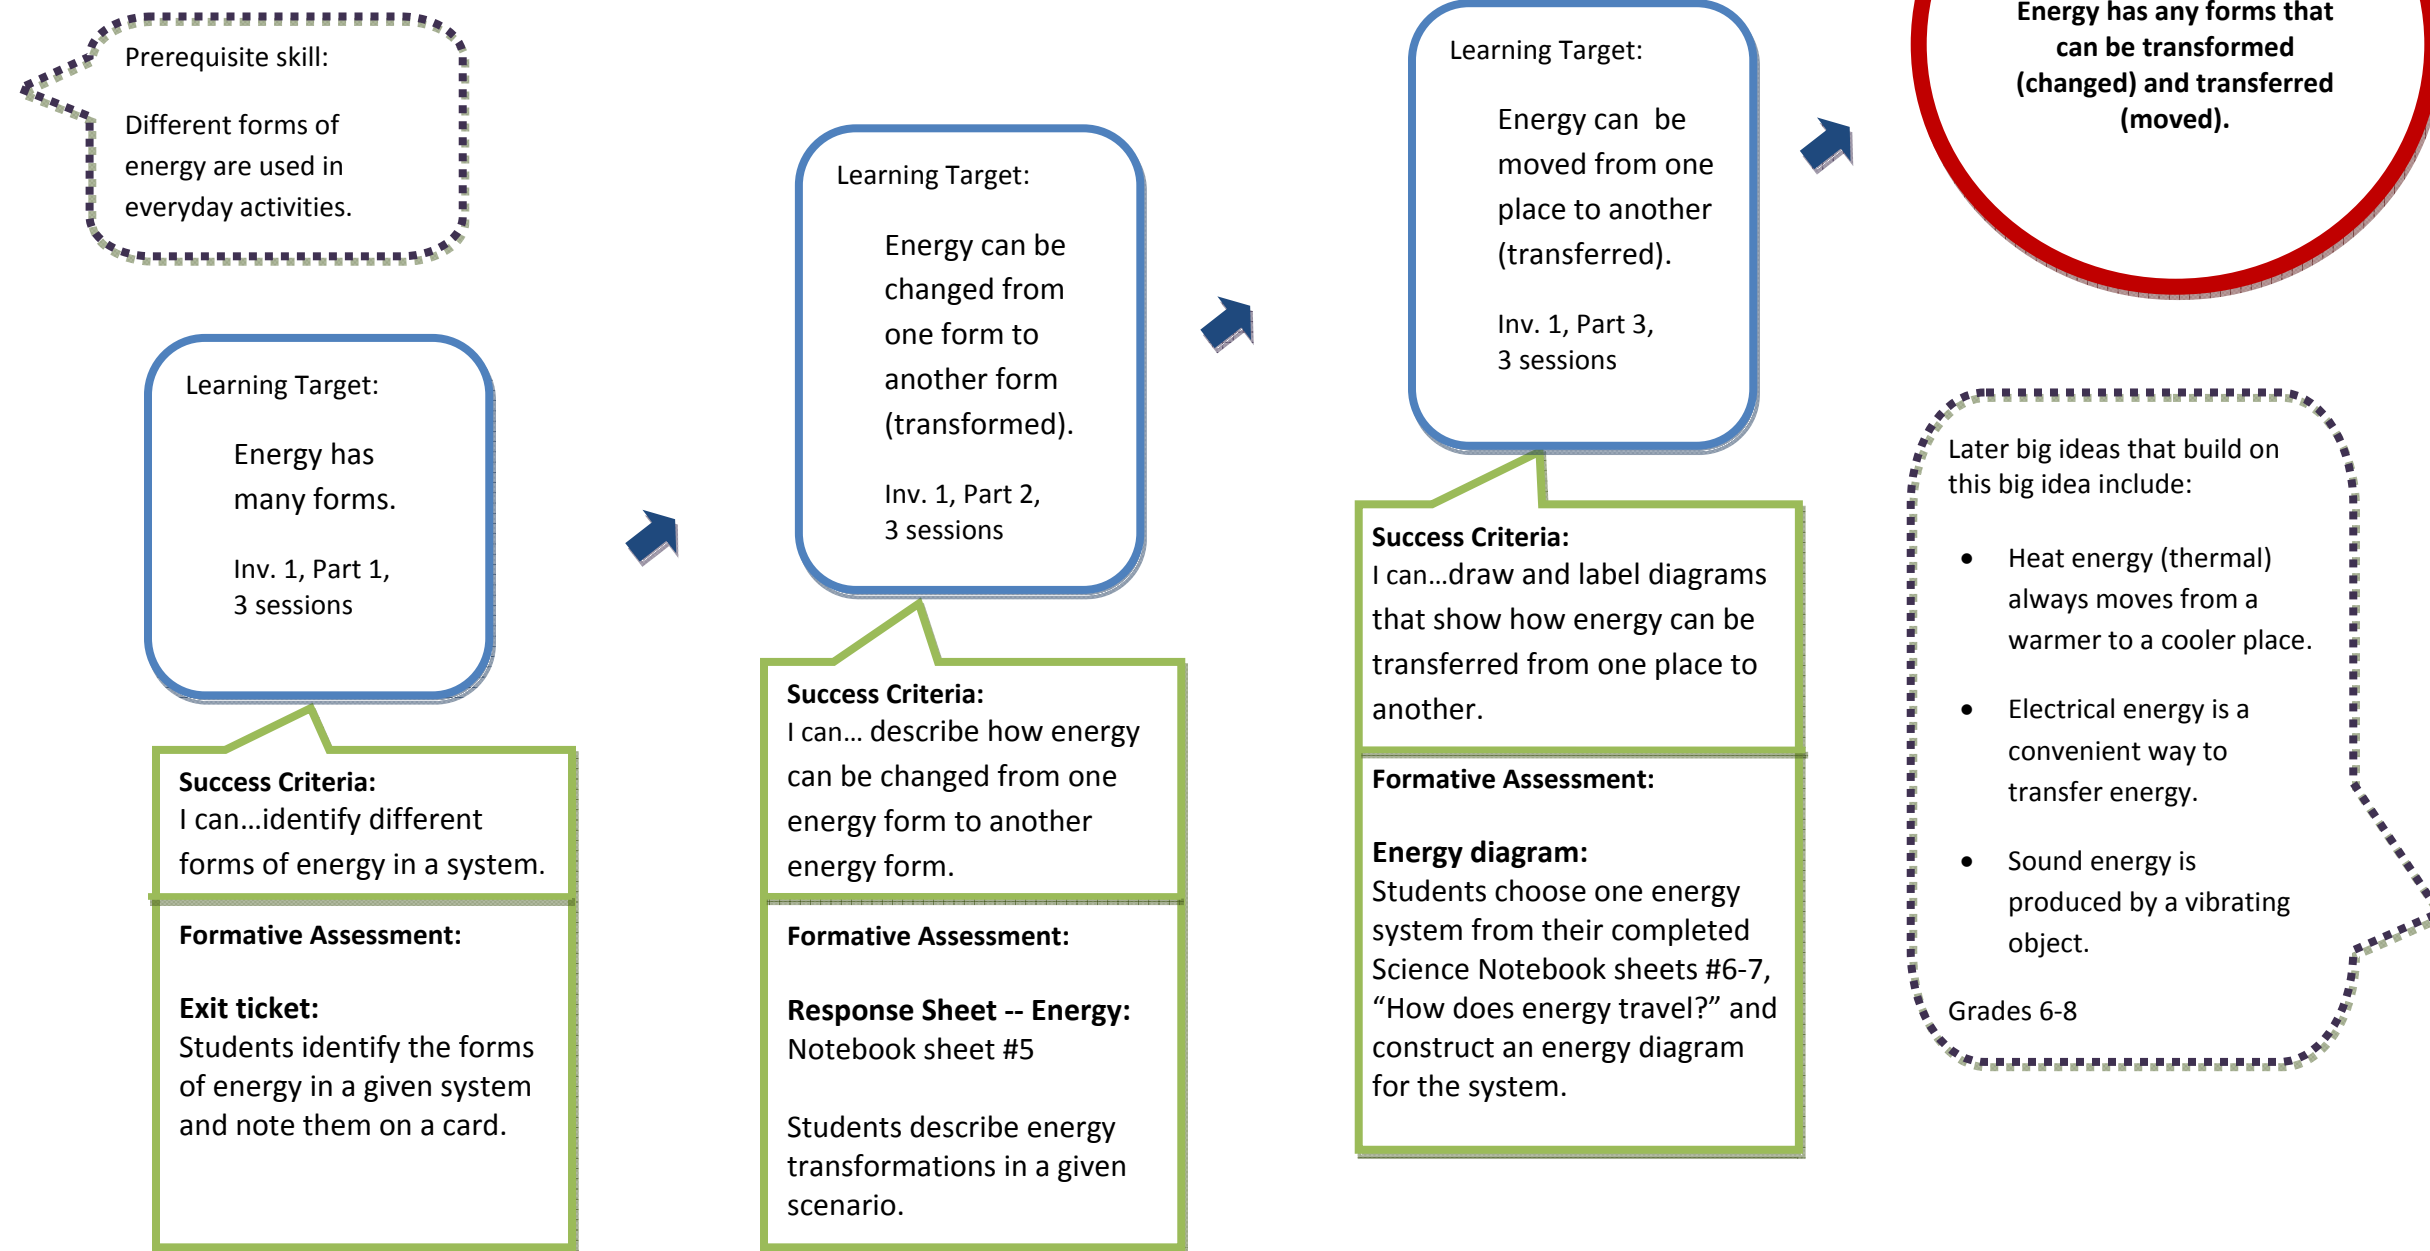 Prerequisite skill:
Different forms of
energy are used in
everyday activities.
Learning Target:
Energy has
many forms.
Inv. 1, Part 1,
3 sessions
Success Criteria:
I can…identify different
forms of energy in a system.
Formative Assessment:
Exit ticket:
Students identify the forms
of energy in a given system
and note them on a card.
Learning Target:
Energy can be
changed from
one form to
another form
(transformed).
Inv. 1, Part 2,
3 sessions
Success Criteria:
I can… describe how energy
can be changed from one
energy form to another
energy form.
Formative Assessment:
Response Sheet -- Energy:
Notebook sheet #5
Students describe energy
transformations in a given
scenario.
Learning Target:
Energy can  be
moved from one
place to another
(transferred).
Inv. 1, Part 3,
3 sessions
Success Criteria:
I can…draw and label diagrams
that show how energy can be
transferred from one place to
another.
Formative Assessment:
Energy diagram:
Students choose one energy
system from their completed
Science Notebook sheets #6-7,
“How does energy travel?” and
construct an energy diagram
for the system.
Energy has any forms that
can be transformed
(changed) and transferred
(moved).
Later big ideas that build on
this big idea include:
• Heat energy (thermal)
always moves from a
warmer to a cooler place.
• Electrical energy is a
convenient way to
transfer energy.
• Sound energy is
produced by a vibrating
object.
Grades 6-8